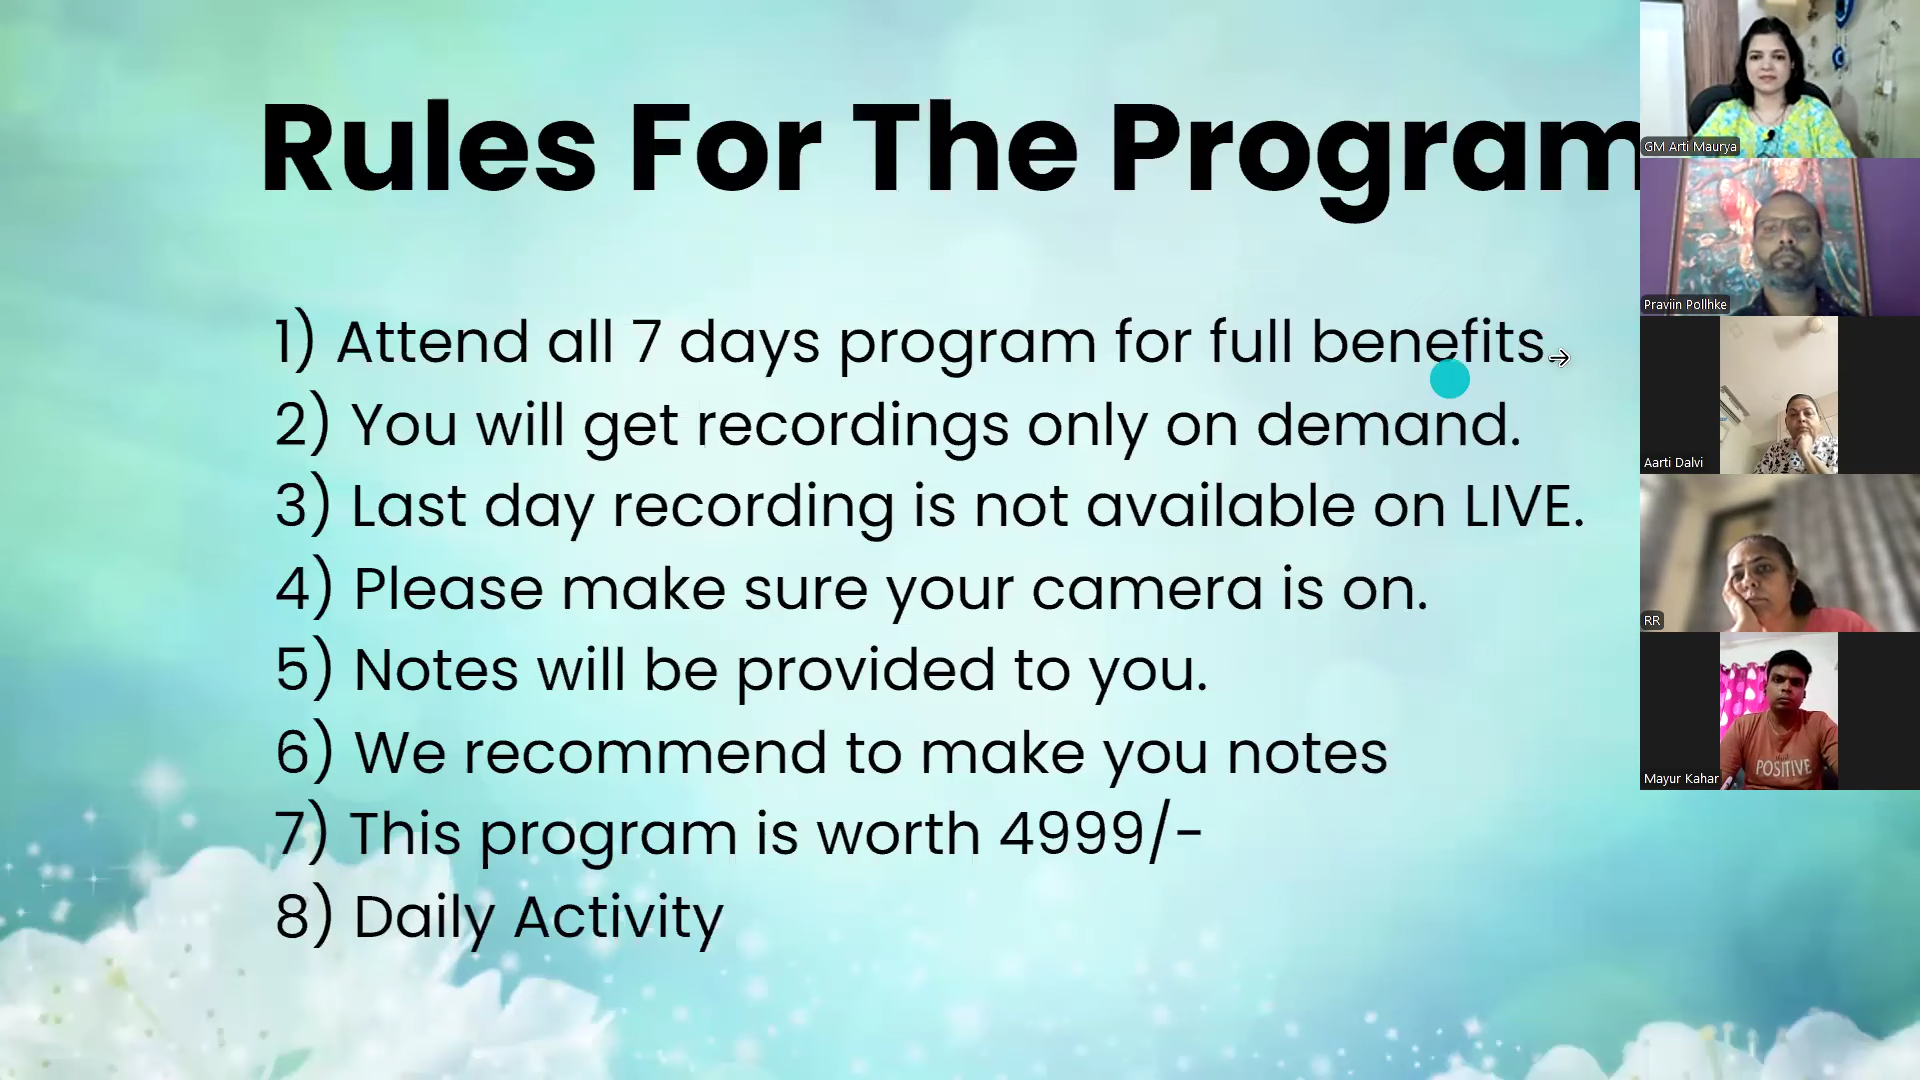 Rules For The Program
1) Attend all 7 days program for full benefits.
2) You will get recordings only on demand.
3) Last day recording is not available on LIVE.
4) Please make sure your camera is on.
5) Notes will be provided to you.
6) We recommend to make you notes
7) This program is worth 4999/-
8) Daily Activity
GM Arti Maurya
Praviin Pollhke
Aarti Dalvi
RR
Mayur Kahar
POSITIVE